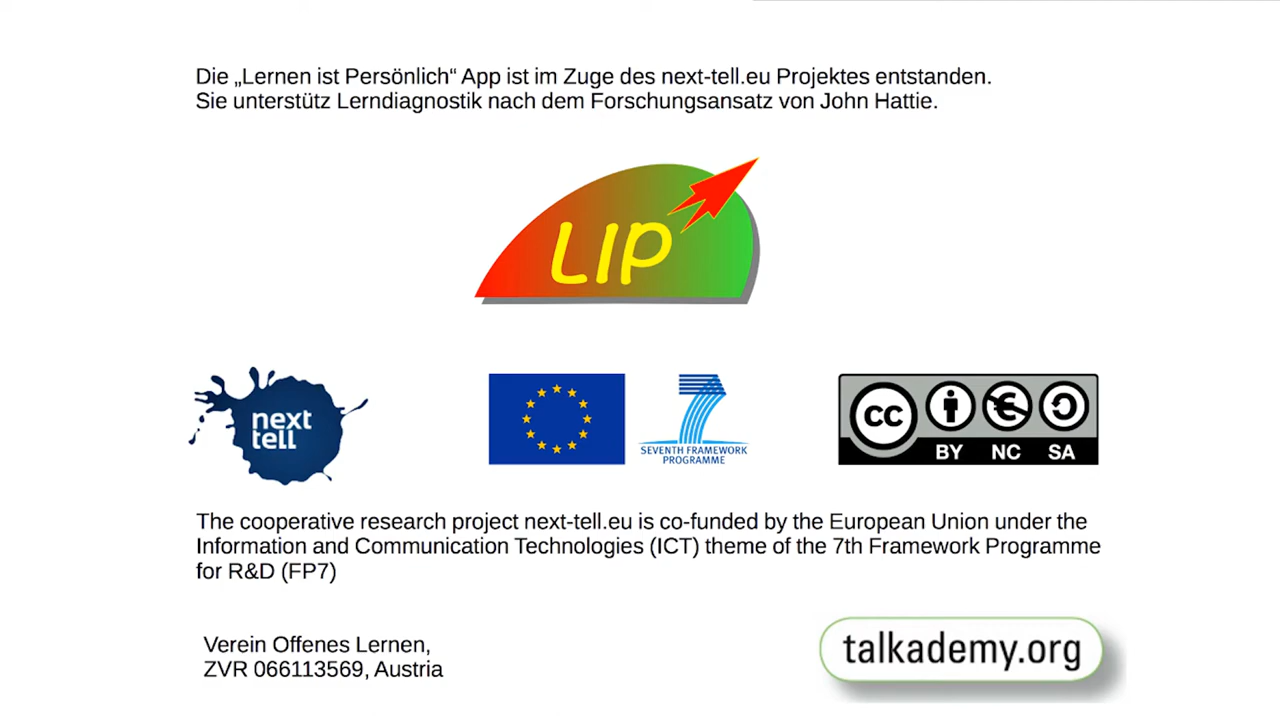 Die „Lernen ist Persönlich“ App ist im Zuge des next-tell.eu Projektes entstanden.
Sie unterstütz Lerndiagnostik nach dem Forschungsansatz von John Hattie.
LIP
next
tell
SEVENTH FRAMEWORK
PROGRAMME
cc
BY NC SA
The cooperative research project next-tell.eu is co-funded by the European Union under the
Information and Communication Technologies (ICT) theme of the 7th Framework Programme
for R&D (FP7)
Verein Offenes Lernen,
ZVR 066113569, Austria
talkademy.org